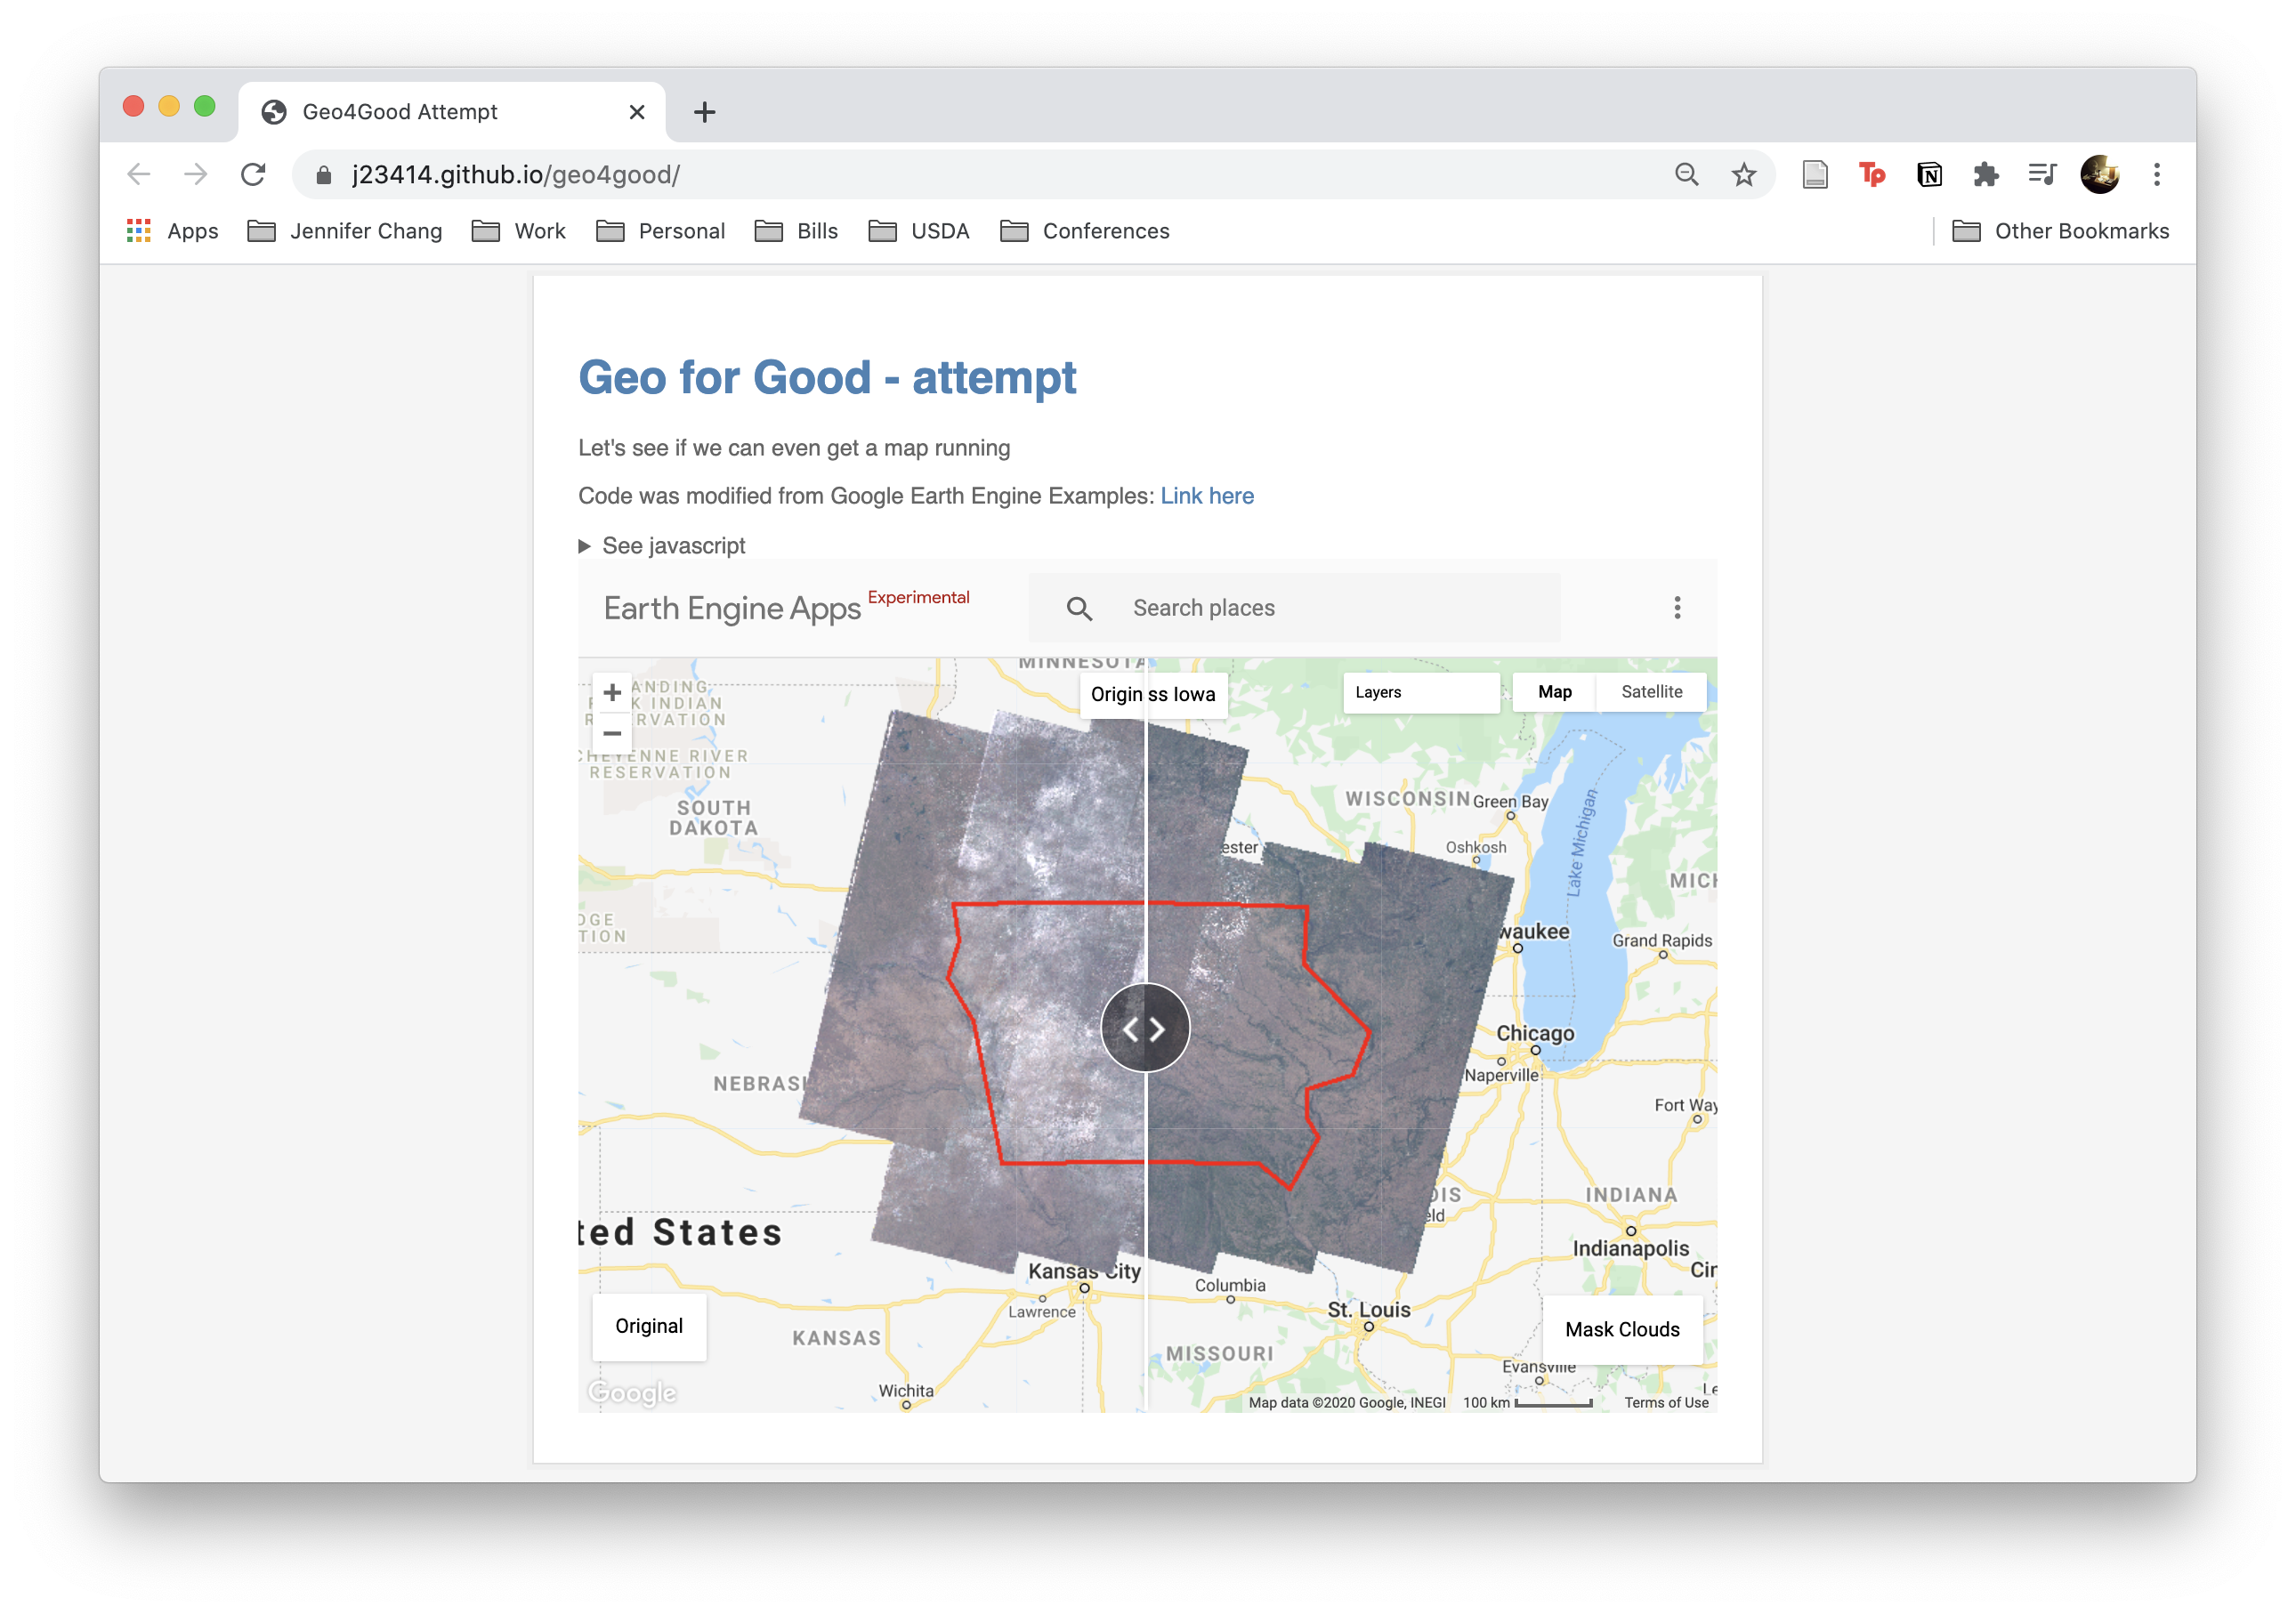 Geo4Good Attempt
j23414.github.io/geo4good/
Tp
N
Apps
Jennifer Chang
Work
Personal
Bills
USDA
Conferences
Other Bookmarks
Geo for Good - attempt
Let's see if we can even get a map running
Code was modified from Google Earth Engine Examples: Link here
See javascript
Earth Engine Apps Experimental
Search places
MINNESOTA
ANDING
K INDIAN
RVATION
Origin ss Iowa
Layers
Map
Satellite
CHEYENNE RIVER
RESERVATION
SOUTH
DAKOTA
WISCONSIN
Green Bay
ester
Oshkosh
Lake Michigan
MICH
OGE
TION
waukee
Grand Rapids
Chicago
Naperville
NEBRASK
Fort Way
OIS
eld
INDIANA
ted States
Indianapolis
Kansas City
Columbia
Cir
Lawrence
St. Louis
Original
KANSAS
MISSOURI
Mask Clouds
Evansville
Wichita
Le
Google
Map data ©2020 Google, INEGI
100 km
Terms of Use